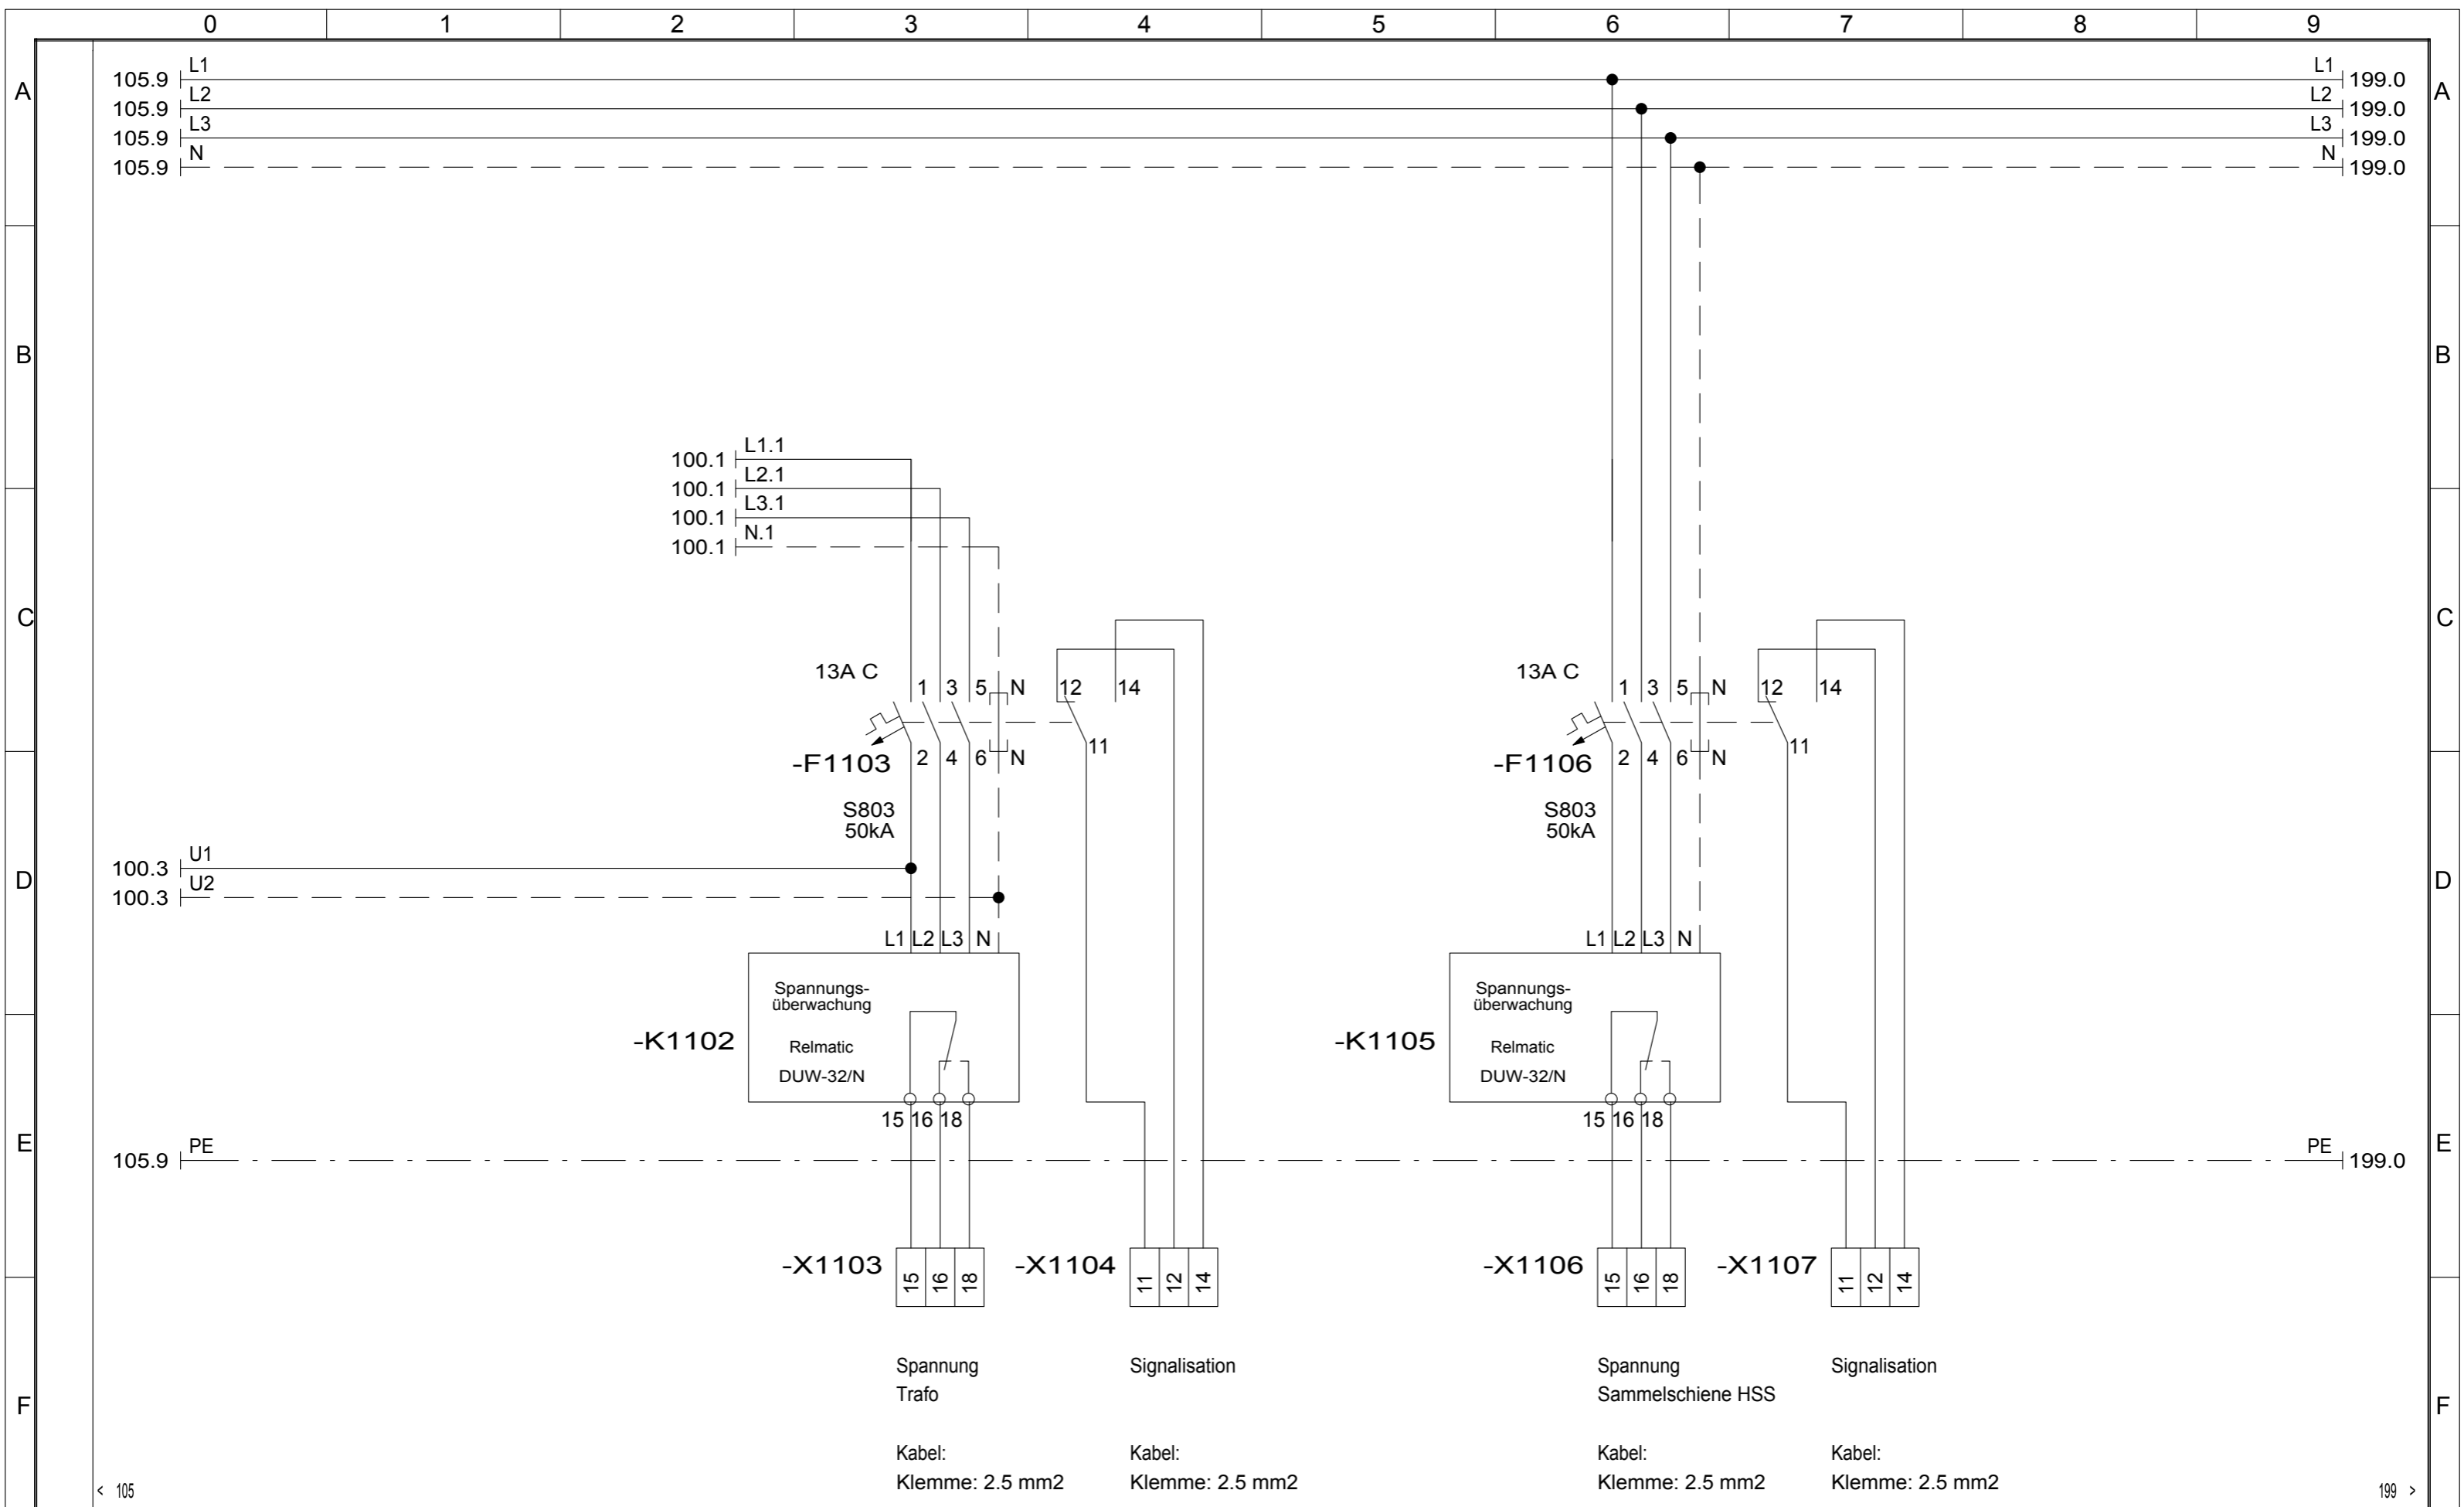 0 1 2 3 4 5 6 7 8 9
A A
105.9 L1 L1 199.0
105.9 L2 L2 199.0
105.9 L3 L3 199.0
105.9 N N 199.0
B B
100.1 L1.1
100.1 L2.1
100.1 L3.1
100.1 N.1
C C
13A C 1 3 5 N 12 14 13A C 1 3 5 N 12 14
11 11
-F1103 2 4 6 N -F1106 2 4 6 N
S803 S803
50kA 50kA
100.3 U1
D D
100.3 U2
L1 L2 L3 N L1 L2 L3 N
Spannungs- Spannungs-
überwachung überwachung
-K1102 Relmatic -K1105 Relmatic
DUW-32/N DUW-32/N
15 16 18 15 16 18
E E
105.9 PE PE 199.0
-X1103 15 16 18 -X1104 11 12 14 -X1106 15 16 18 -X1107 11 12 14
Spannung Signalisation Spannung Signalisation
Trafo Sammelschiene HSS
F F
Kabel: Kabel: Kabel: Kabel:
Klemme: 2.5 mm2 Klemme: 2.5 mm2 Klemme: 2.5 mm2 Klemme: 2.5 mm2
< 105 199 >